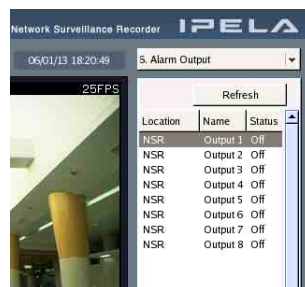 Network Surveillance Recorder IPELA
06/01/13 18:20:49
5. Alarm Output
25FPS
Refresh
Location Name Status
NSR Output 1 Off
NSR Output 2 Off
NSR Output 3 Off
NSR Output 4 Off
NSR Output 5 Off
NSR Output 6 Off
NSR Output 7 Off
NSR Output 8 Off